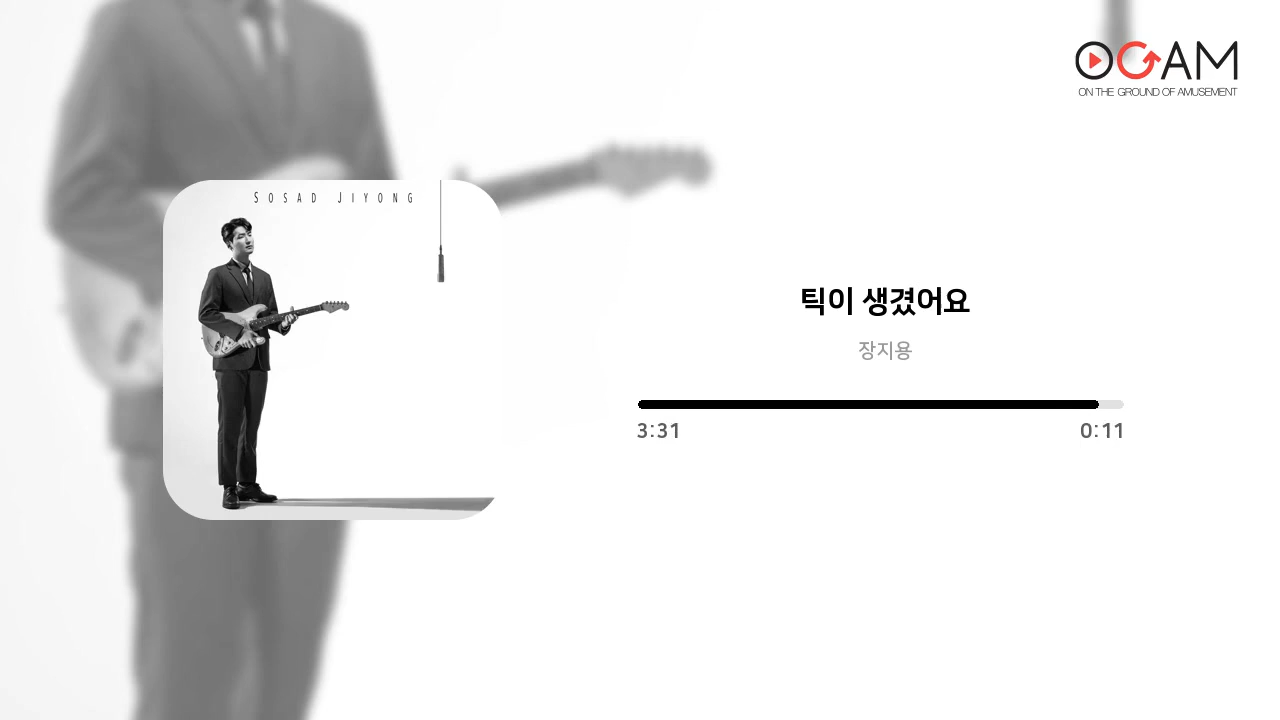 OGAM
ON THE GROUND OF AMUSEMENT
SOSAD JIYONG
틱이 생겼어요
장지용
3:31
0:11